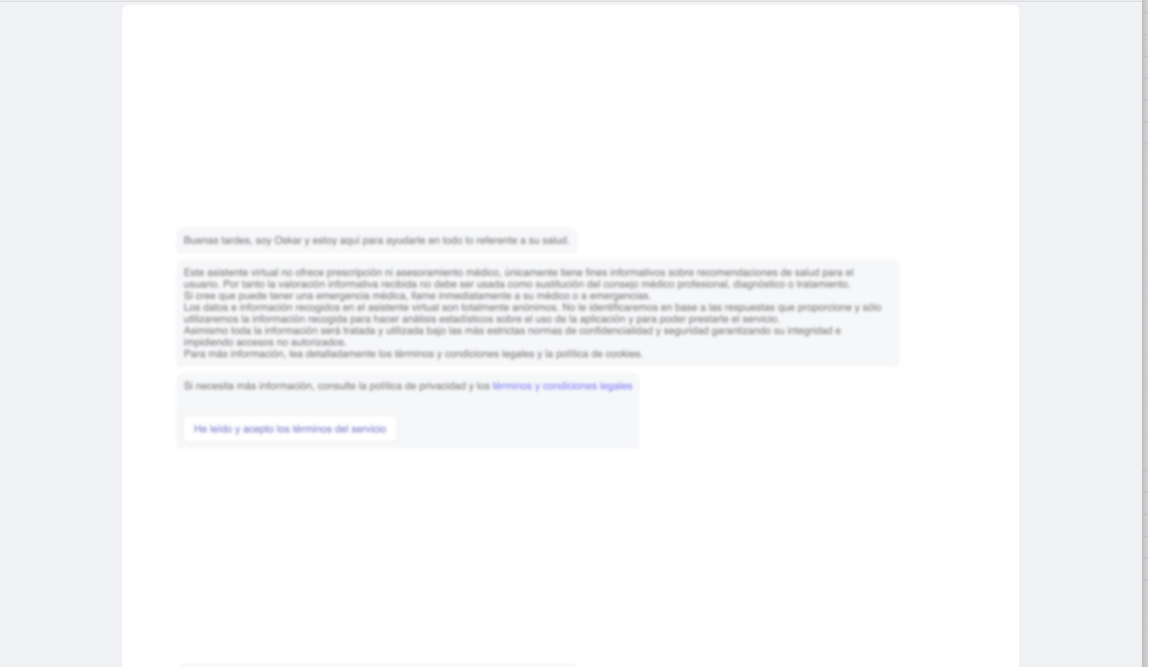 Buenas tardes, soy Oskar y estoy aquí para ayudarle en todo lo referente a su salud.
Este asistente virtual no ofrece prescripción ni asesoramiento médico, únicamente tiene fines informativos sobre recomendaciones de salud para el
usuario. Por tanto la valoración informativa recibida no debe ser usada como sustitución del consejo médico profesional, diagnóstico o tratamiento.
Si cree que puede tener una emergencia médica, llame inmediatamente a su médico o a emergencias.
Los datos e información recogidos en el asistente virtual son totalmente anónimos. No le identificaremos en base a las respuestas que proporcione y sólo
utilizaremos la información recogida para hacer análisis estadísticos sobre el uso de la aplicación y para poder prestarle el servicio.
Asimismo toda la información será tratada y utilizada bajo las más estrictas normas de confidencialidad y seguridad garantizando su integridad e
impidiendo accesos no autorizados.
Para más información, lea detalladamente los términos y condiciones legales y la política de cookies.
Si necesita más información, consulte la política de privacidad y los términos y condiciones legales
He leído y acepto los términos del servicio